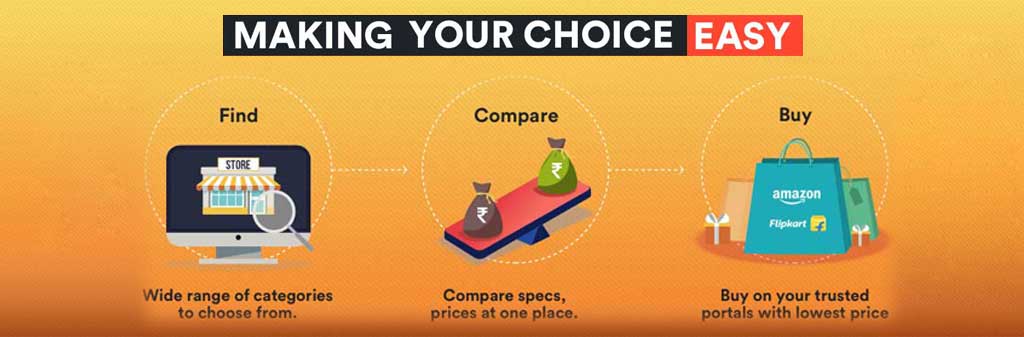 MAKING YOUR CHOICE EASY
Find
STORE
Wide range of categories
to choose from.
Compare
₹
₹
Compare specs,
prices at one place.
Buy
amazon
Flipkart
Buy on your trusted
portals with lowest price